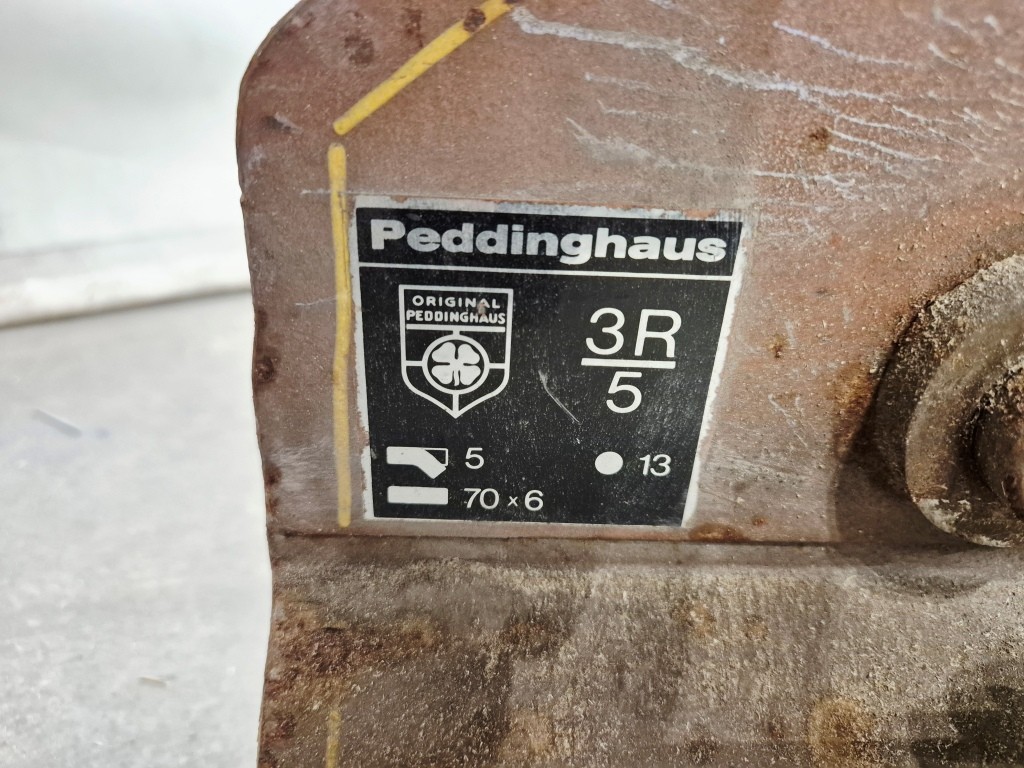 Peddinghaus
ORIGINAL
PEDDINGHAUS
3R
5
5
13
70 × 6